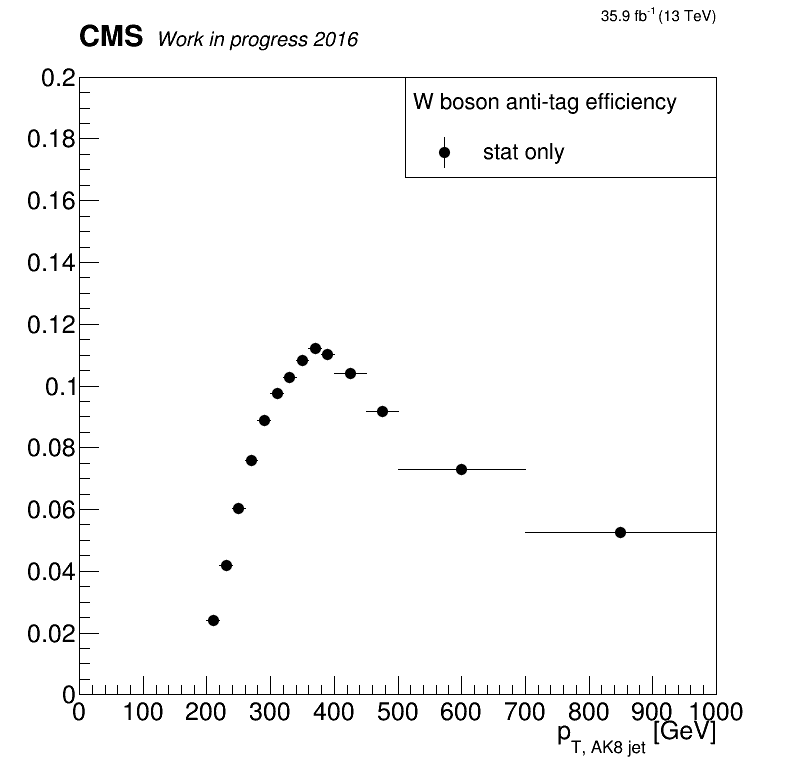 35.9 fb⁻¹ (13 TeV)
CMS Work in progress 2016
W boson anti-tag efficiency
stat only
0.2
0.18
0.16
0.14
0.12
0.1
0.08
0.06
0.04
0.02
0
0 100 200 300 400 500 600 700 800 900 1000
p_T, AK8 jet [GeV]